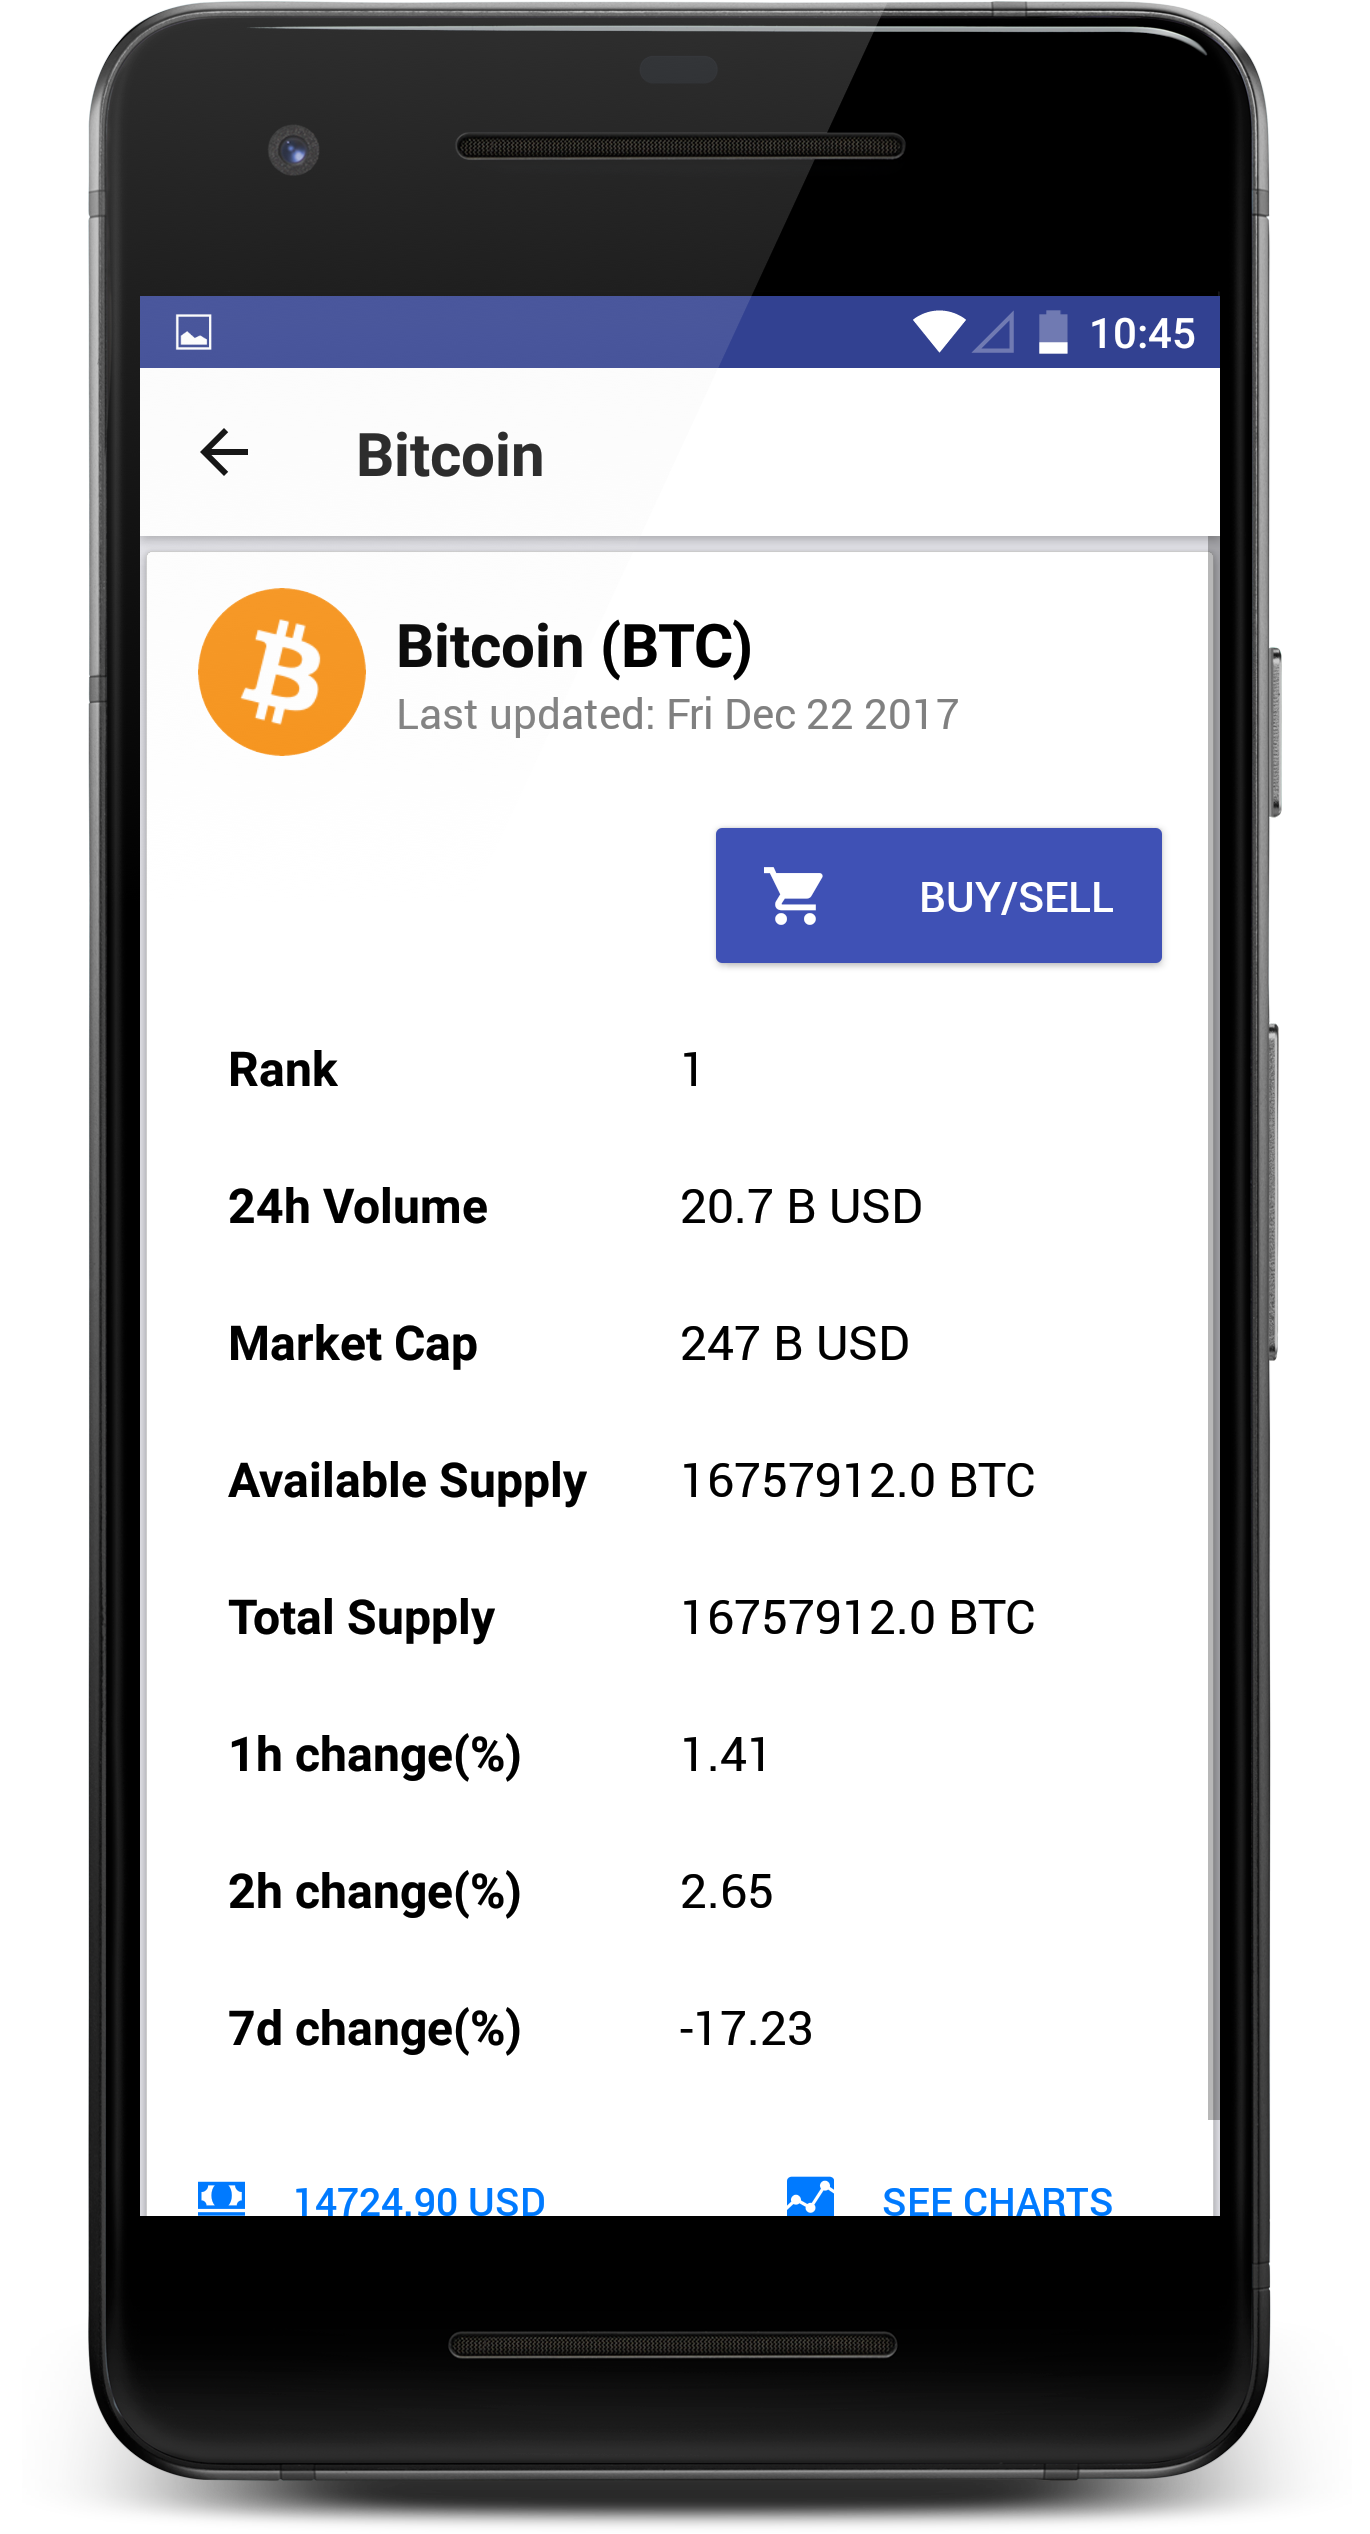 10:45
Bitcoin
Bitcoin (BTC)
Last updated: Fri Dec 22 2017
BUY/SELL
Rank 1
24h Volume 20.7 B USD
Market Cap 247 B USD
Available Supply 16757912.0 BTC
Total Supply 16757912.0 BTC
1h change(%) 1.41
2h change(%) 2.65
7d change(%) -17.23
14724.90 USD SEE CHARTS